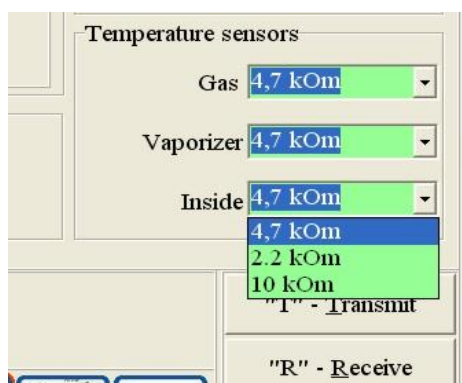 Temperature sensors
Gas 4,7 kOm
Vaporizer 4,7 kOm
Inside 4,7 kOm
4,7 kOm
2.2 kOm
10 kOm
"T" - Transmit
"R" - Receive